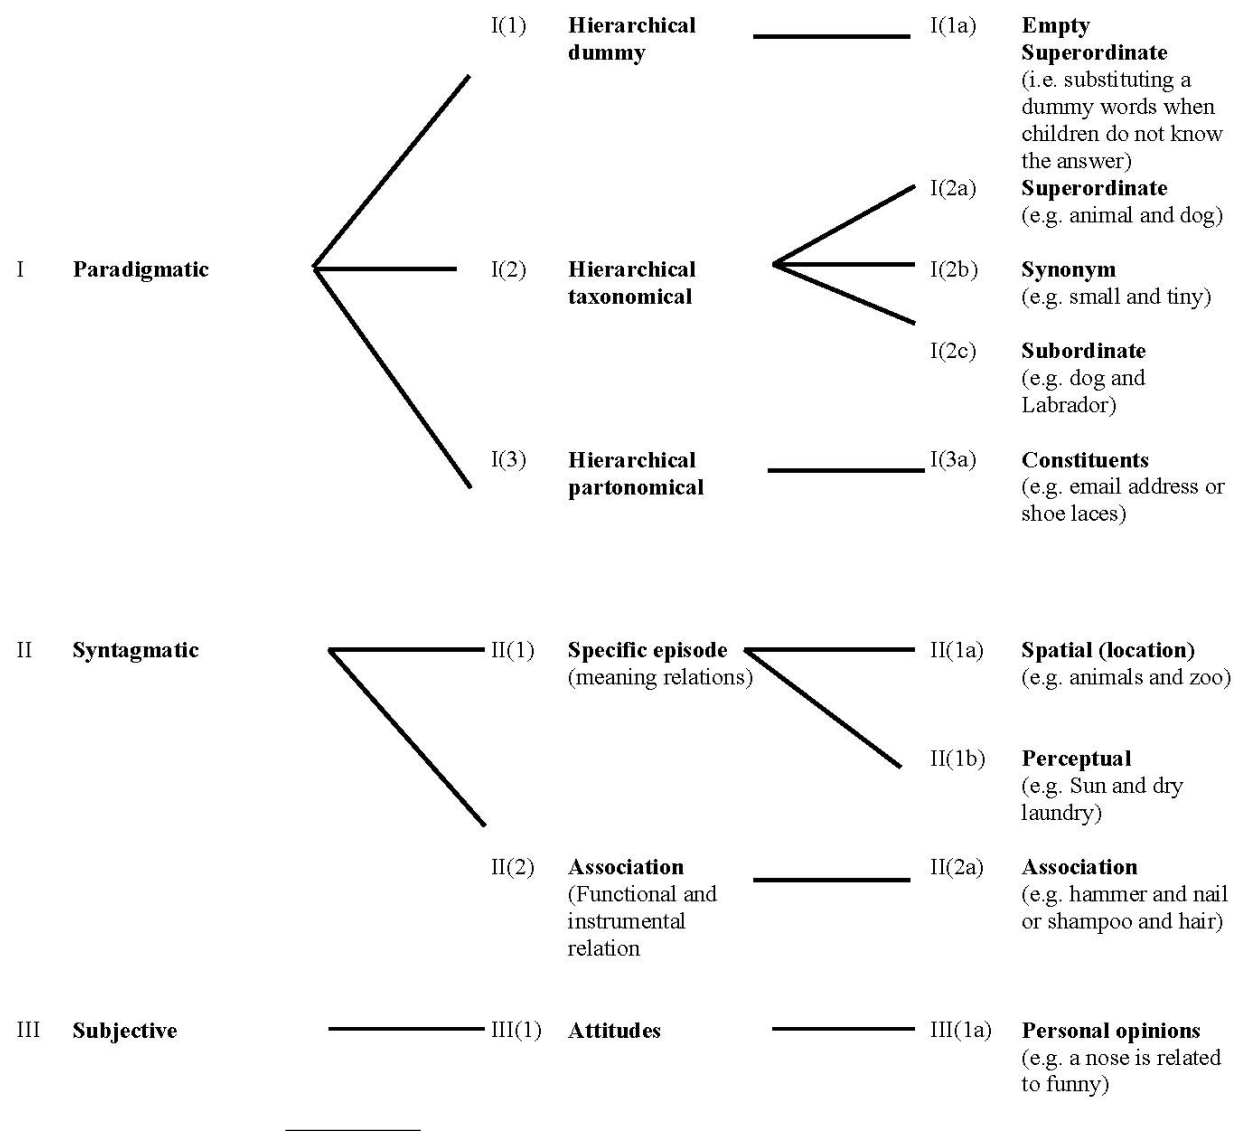 I(1) Hierarchical dummy
I(1a) Empty
Superordinate
(i.e. substituting a
dummy words when
children do not know
the answer)
I Paradigmatic
I(2) Hierarchical
taxonomical
I(2a) Superordinate
(e.g. animal and dog)
I(2b) Synonym
(e.g. small and tiny)
I(2c) Subordinate
(e.g. dog and
Labrador)
I(3) Hierarchical
partonomical
I(3a) Constituents
(e.g. email address or
shoe laces)
II Syntagmatic
II(1) Specific episode
(meaning relations)
II(1a) Spatial (location)
(e.g. animals and zoo)
II(1b) Perceptual
(e.g. Sun and dry
laundry)
II(2) Association
(Functional and
instrumental
relation
II(2a) Association
(e.g. hammer and nail
or shampoo and hair)
III Subjective
III(1) Attitudes
III(1a) Personal opinions
(e.g. a nose is related
to funny)